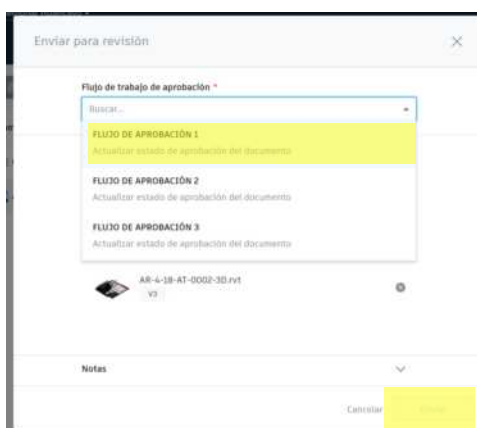 Enviar para revisión
Flujo de trabajo de aprobación *
Buscar...
FLUJO DE APROBACIÓN 1
Actualizar estado de aprobación del documento
FLUJO DE APROBACIÓN 2
Actualizar estado de aprobación del documento
FLUJO DE APROBACIÓN 3
Actualizar estado de aprobación del documento
AR-4-18-AT-0002-3D.rvt
V3
Notas
Cancelar Enviar